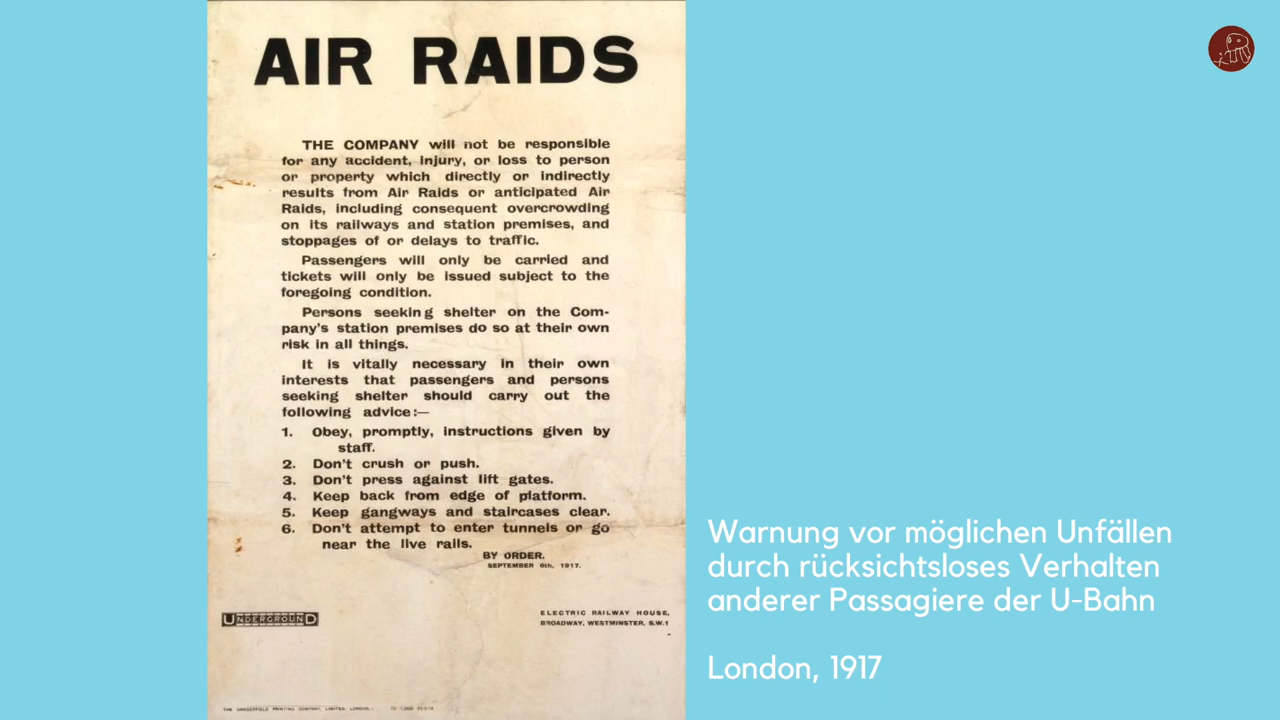 AIR RAIDS
THE COMPANY will not be responsible
for any accident, injury, or loss to person
or property which directly or indirectly
results from Air Raids or anticipated Air
Raids, including consequent overcrowding
on its railways and station premises, and
stoppages of or delays to traffic.
Passengers will only be carried and
tickets will only be issued subject to the
foregoing condition.
Persons seeking shelter on the Com-
pany's station premises do so at their own
risk in all things.
It is vitally necessary in their own
interests that passengers and persons
seeking shelter should carry out the
following advice:—
1. Obey, promptly, instructions given by
staff.
2. Don't crush or push.
3. Don't press against lift gates.
4. Keep back from edge of platform.
5. Keep gangways and staircases clear.
6. Don't attempt to enter tunnels or go
near the live rails.
BY ORDER.
SEPTEMBER 6th, 1917.
UNDERGROUND
ELECTRIC RAILWAY HOUSE,
BROADWAY, WESTMINSTER, S.W.1
PRINTING COMPANY, LIMITED, LONDON.
Warnung vor möglichen Unfällen
durch rücksichtsloses Verhalten
anderer Passagiere der U-Bahn
London, 1917